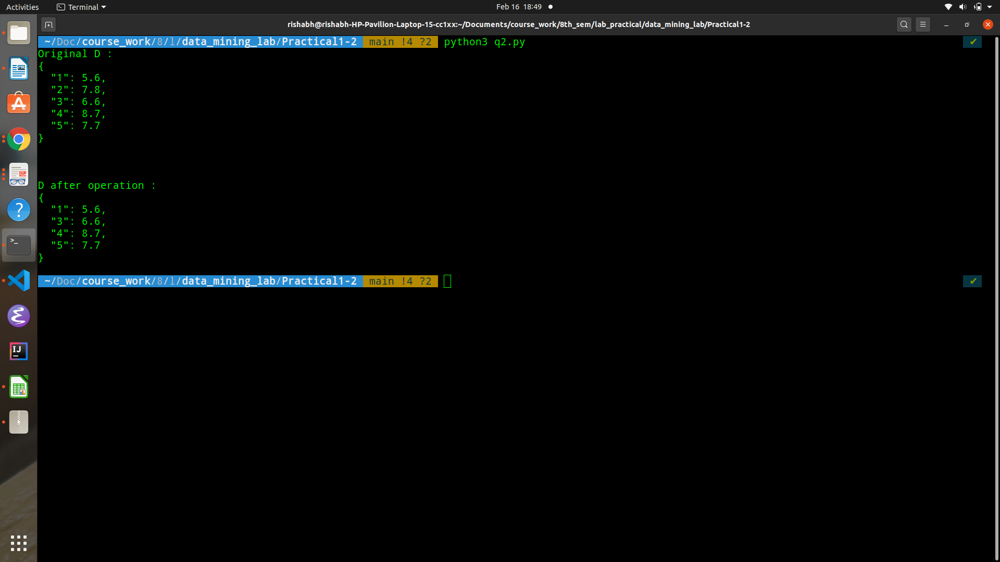 Activities
Terminal
Feb 16 18:49
rishabh@rishabh-HP-Pavilion-Laptop-15-cc1xx:~/Documents/course_work/8th_sem/lab_practical/data_mining_lab/Practical1-2
~/Doc/course_work/8/l/data_mining_lab/Practical1-2 main !4 ?2 python3 q2.py ✔
Original D :
{
  "1": 5.6,
  "2": 7.8,
  "3": 6.6,
  "4": 8.7,
  "5": 7.7
}
D after operation :
{
  "1": 5.6,
  "3": 6.6,
  "4": 8.7,
  "5": 7.7
}
~/Doc/course_work/8/l/data_mining_lab/Practical1-2 main !4 ?2 ✔
A
?
>_
IJ